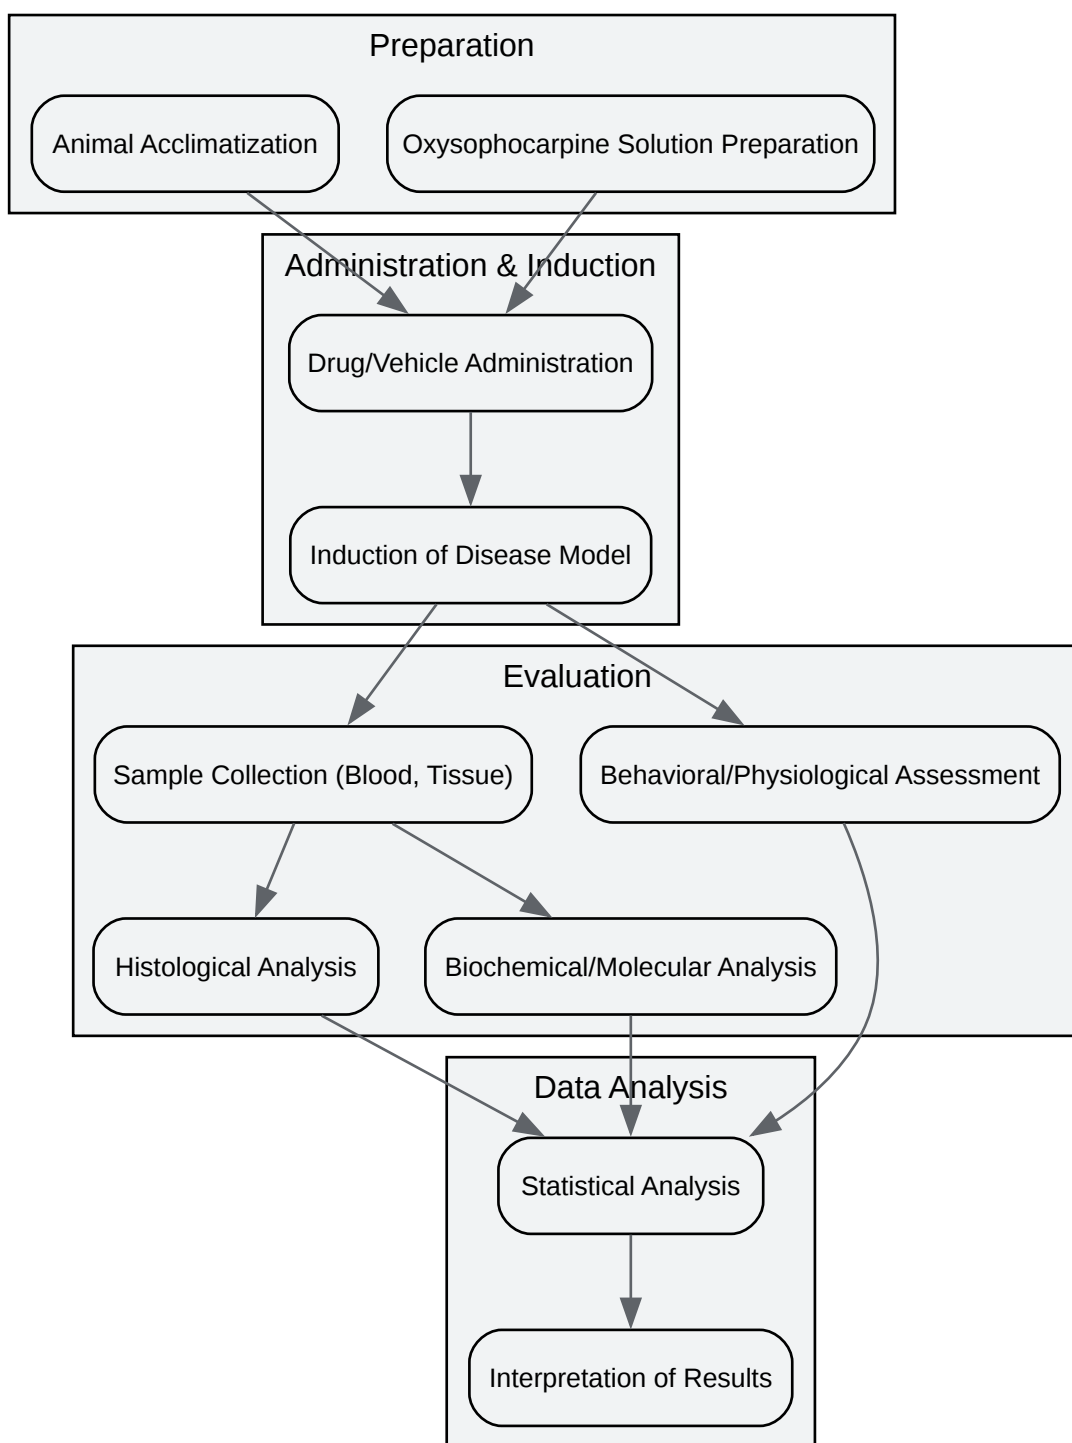 Preparation
Animal Acclimatization
Oxysophocarpine Solution Preparation
Administration & Induction
Drug/Vehicle Administration
Induction of Disease Model
Evaluation
Sample Collection (Blood, Tissue)
Behavioral/Physiological Assessment
Histological Analysis
Biochemical/Molecular Analysis
Data Analysis
Statistical Analysis
Interpretation of Results